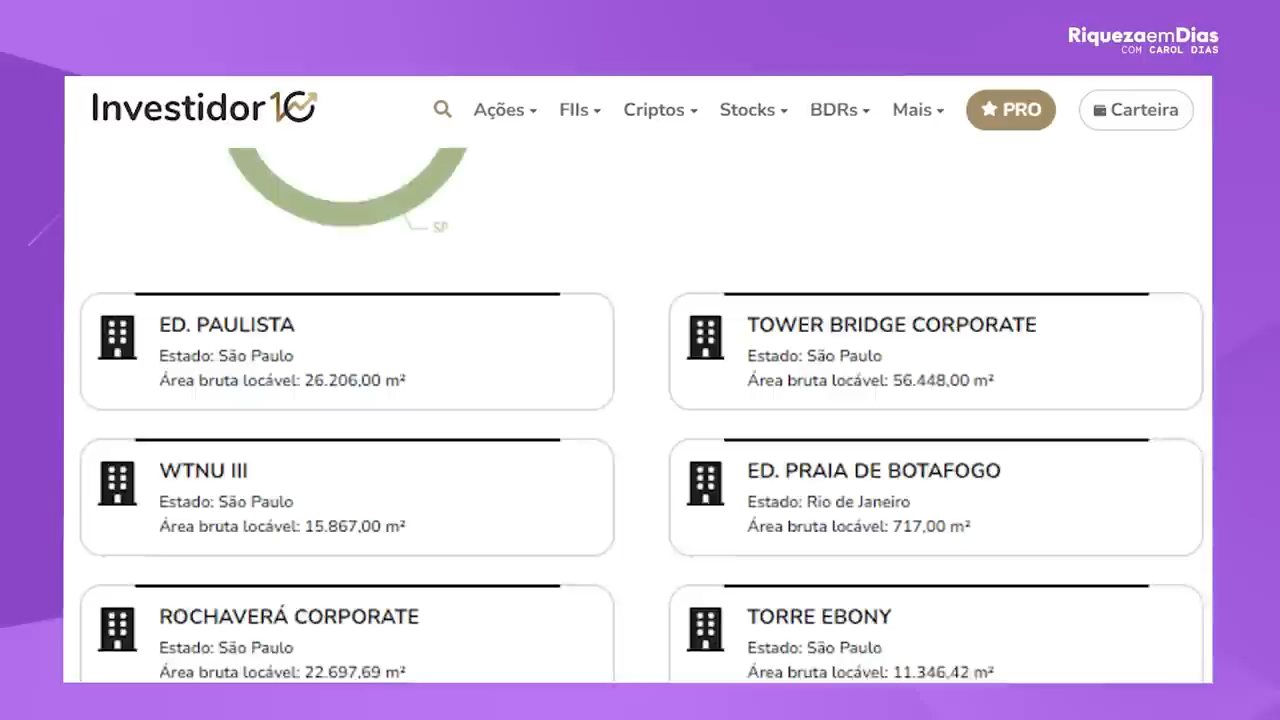 RiquezaemDias
COM CAROL DIAS
Investidor 10
Ações
FIIs
Criptos
Stocks
BDRs
Mais
PRO
Carteira
SP
ED. PAULISTA
Estado: São Paulo
Área bruta locável: 26.206,00 m²
TOWER BRIDGE CORPORATE
Estado: São Paulo
Área bruta locável: 56.448,00 m²
WTNU III
Estado: São Paulo
Área bruta locável: 15.867,00 m²
ED. PRAIA DE BOTAFOGO
Estado: Rio de Janeiro
Área bruta locável: 717,00 m²
ROCHAVERÁ CORPORATE
Estado: São Paulo
Área bruta locável: 22.697,69 m²
TORRE EBONY
Estado: São Paulo
Área bruta locável: 11.346,42 m²